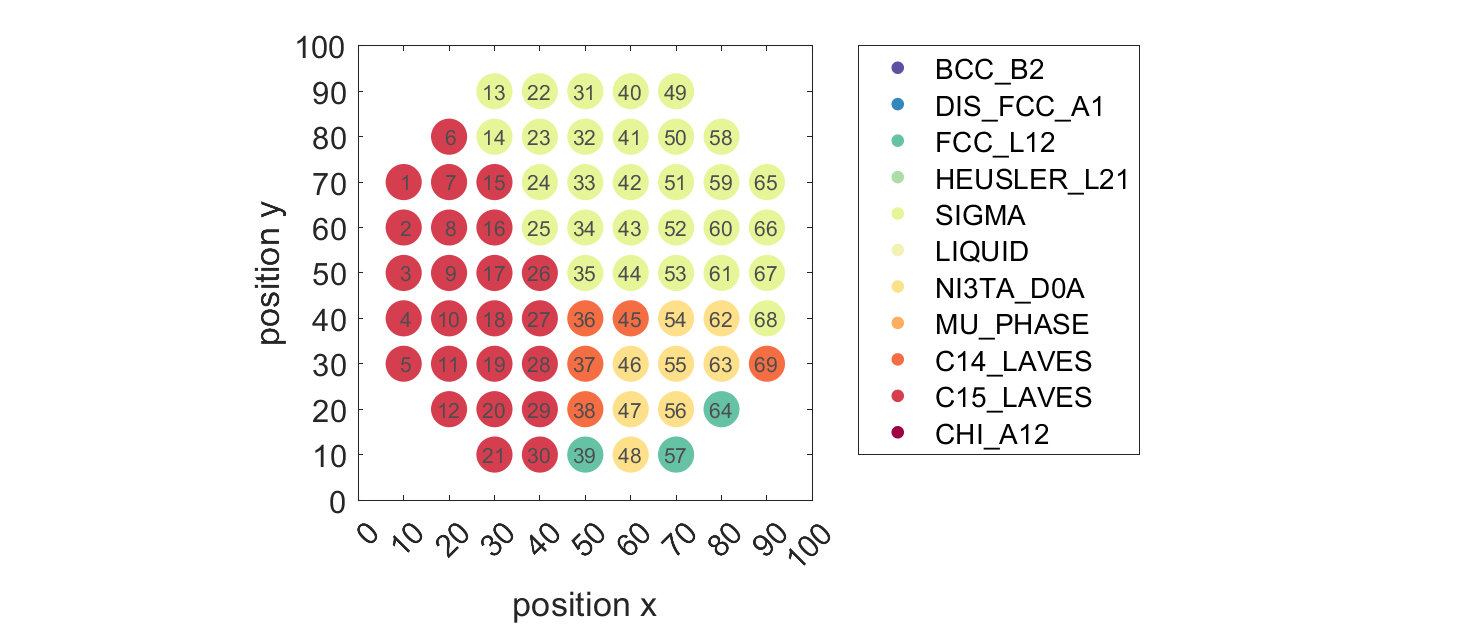 100
90 13 22 31 40 49
80 6 14 23 32 41 50 58
70 1 7 15 24 33 42 51 59 65
60 2 8 16 25 34 43 52 60 66
50 3 9 17 26 35 44 53 61 67
40 4 10 18 27 36 45 54 62 68
30 5 11 19 28 37 46 55 63 69
20 12 20 29 38 47 56 64
10 21 30 39 48 57
0
0 10 20 30 40 50 60 70 80 90 100
position x
position y
BCC_B2
DIS_FCC_A1
FCC_L12
HEUSLER_L21
SIGMA
LIQUID
NI3TA_D0A
MU_PHASE
C14_LAVES
C15_LAVES
CHI_A12